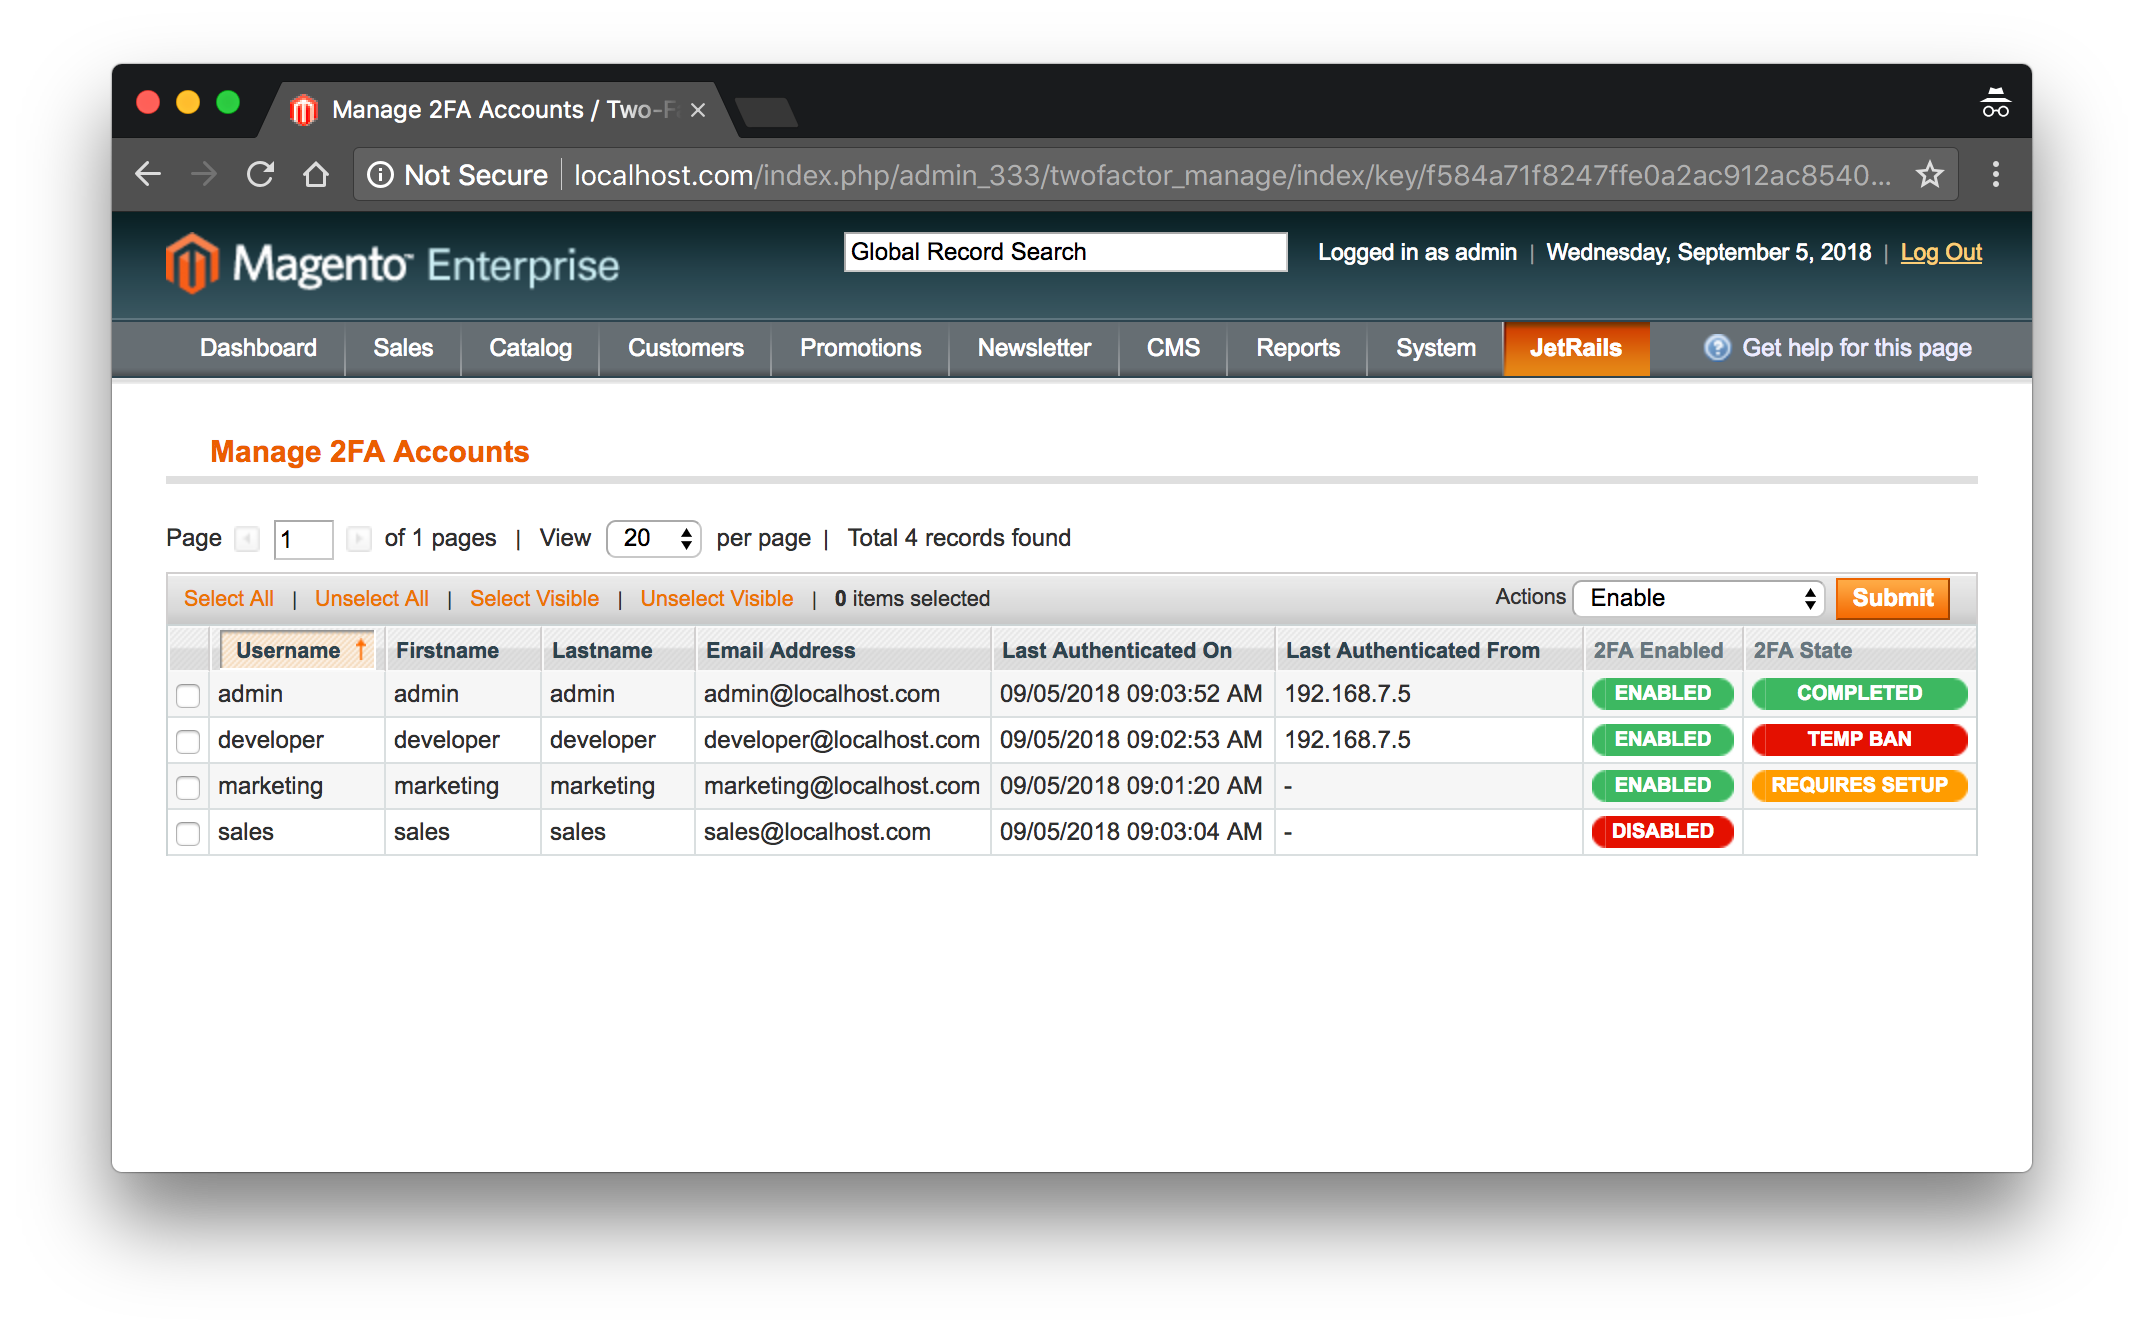 Manage 2FA Accounts / Two-F
Not Secure localhost.com/index.php/admin_333/twofactor_manage/index/key/f584a71f8247ffe0a2ac912ac8540...
Magento™ Enterprise Global Record Search Logged in as admin | Wednesday, September 5, 2018 | Log Out
Dashboard Sales Catalog Customers Promotions Newsletter CMS Reports System JetRails Get help for this page
Manage 2FA Accounts
Page 1 of 1 pages | View 20 per page | Total 4 records found
Select All | Unselect All | Select Visible | Unselect Visible | 0 items selected Actions Enable Submit
Username Firstname Lastname Email Address Last Authenticated On Last Authenticated From 2FA Enabled 2FA State
admin admin admin admin@localhost.com 09/05/2018 09:03:52 AM 192.168.7.5 ENABLED COMPLETED
developer developer developer developer@localhost.com 09/05/2018 09:02:53 AM 192.168.7.5 ENABLED TEMP BAN
marketing marketing marketing marketing@localhost.com 09/05/2018 09:01:20 AM - ENABLED REQUIRES SETUP
sales sales sales sales@localhost.com 09/05/2018 09:03:04 AM - DISABLED